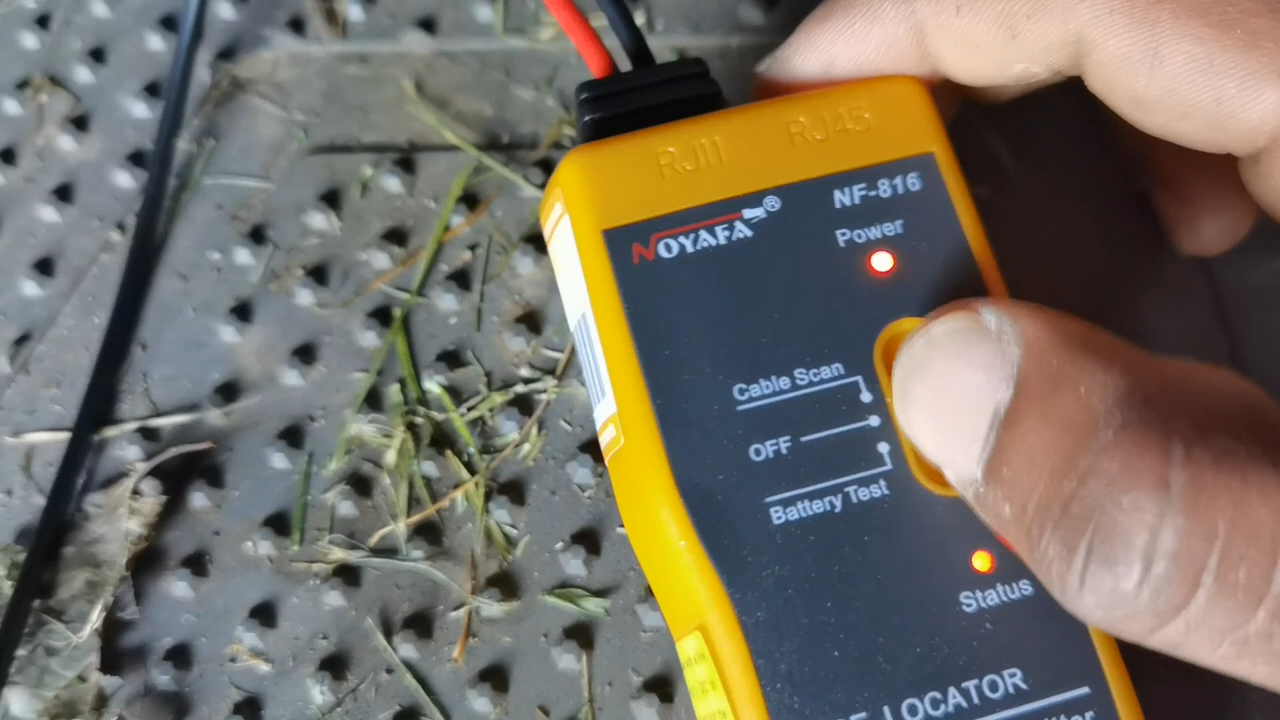 RJ11 RJ45
NOYAFA® NF-816
Power
Cable Scan
OFF
Battery Test
Status
LOCATOR